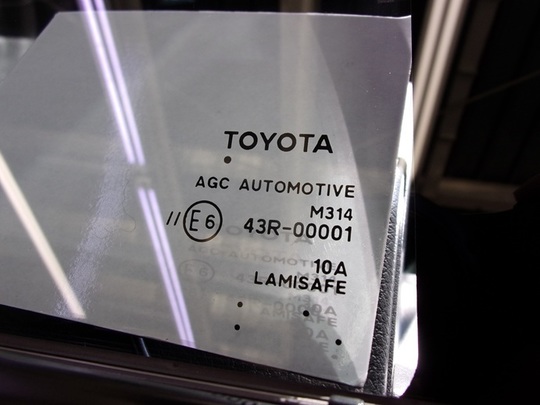 TOYOTA
AGC AUTOMOTIVE
M314
//E6 43R-00001
10A
LAMISAFE